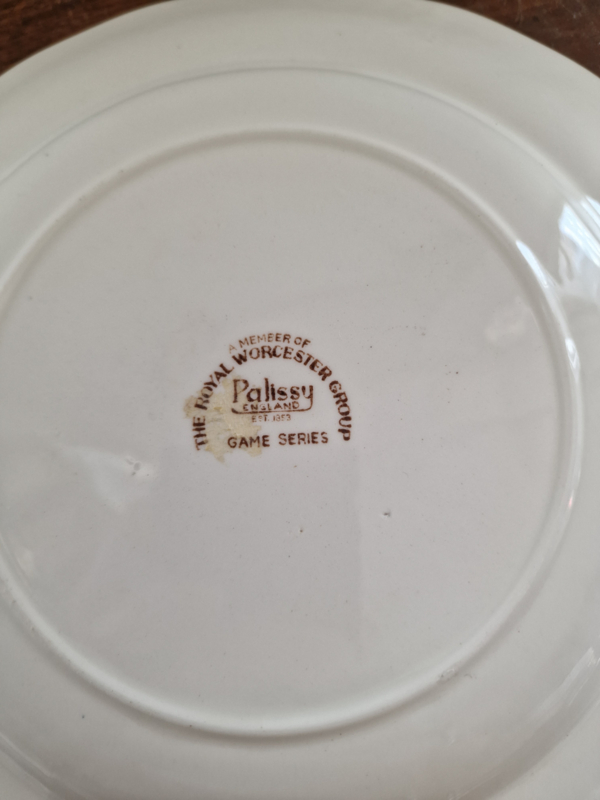 A MEMBER OF
THE ROYAL WORCESTER GROUP
Palissy
ENGLAND
EST. 1853
GAME SERIES